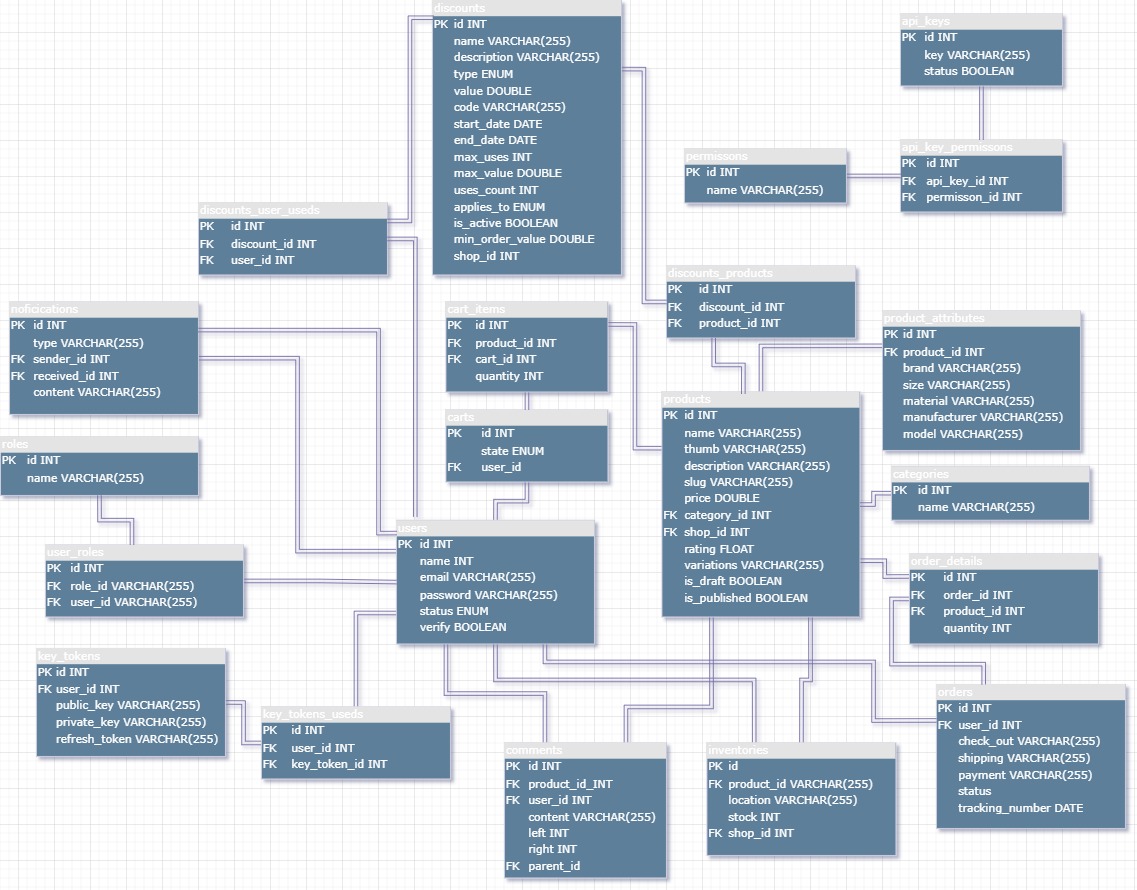 discounts
PK id INT
name VARCHAR(255)
description VARCHAR(255)
type ENUM
value DOUBLE
code VARCHAR(255)
start_date DATE
end_date DATE
max_uses INT
max_value DOUBLE
uses_count INT
applies_to ENUM
is_active BOOLEAN
min_order_value DOUBLE
shop_id INT
api_keys
PK id INT
key VARCHAR(255)
status BOOLEAN
permissons
PK id INT
name VARCHAR(255)
api_key_permissons
PK id INT
FK api_key_id INT
FK permisson_id INT
discounts_user_useds
PK id INT
FK discount_id INT
FK user_id INT
discounts_products
PK id INT
FK discount_id INT
FK product_id INT
noficications
PK id INT
type VARCHAR(255)
FK sender_id INT
FK received_id INT
content VARCHAR(255)
cart_items
PK id INT
FK product_id INT
FK cart_id INT
quantity INT
product_attributes
PK id INT
FK product_id INT
brand VARCHAR(255)
size VARCHAR(255)
material VARCHAR(255)
manufacturer VARCHAR(255)
model VARCHAR(255)
carts
PK id INT
state ENUM
FK user_id
products
PK id INT
name VARCHAR(255)
thumb VARCHAR(255)
description VARCHAR(255)
slug VARCHAR(255)
price DOUBLE
FK category_id INT
FK shop_id INT
rating FLOAT
variations VARCHAR(255)
is_draft BOOLEAN
is_published BOOLEAN
roles
PK id INT
name VARCHAR(255)
categories
PK id INT
name VARCHAR(255)
users
PK id INT
name INT
email VARCHAR(255)
password VARCHAR(255)
status ENUM
verify BOOLEAN
user_roles
PK id INT
FK role_id VARCHAR(255)
FK user_id VARCHAR(255)
order_details
PK id INT
FK order_id INT
FK product_id INT
quantity INT
key_tokens
PK id INT
FK user_id INT
public_key VARCHAR(255)
private_key VARCHAR(255)
refresh_token VARCHAR(255)
key_tokens_useds
PK id INT
FK user_id INT
FK key_token_id INT
orders
PK id INT
FK user_id INT
check_out VARCHAR(255)
shipping VARCHAR(255)
payment VARCHAR(255)
status
tracking_number DATE
comments
PK id INT
FK product_id_INT
FK user_id INT
content VARCHAR(255)
left INT
right INT
FK parent_id
inventories
PK id
FK product_id VARCHAR(255)
location VARCHAR(255)
stock INT
FK shop_id INT